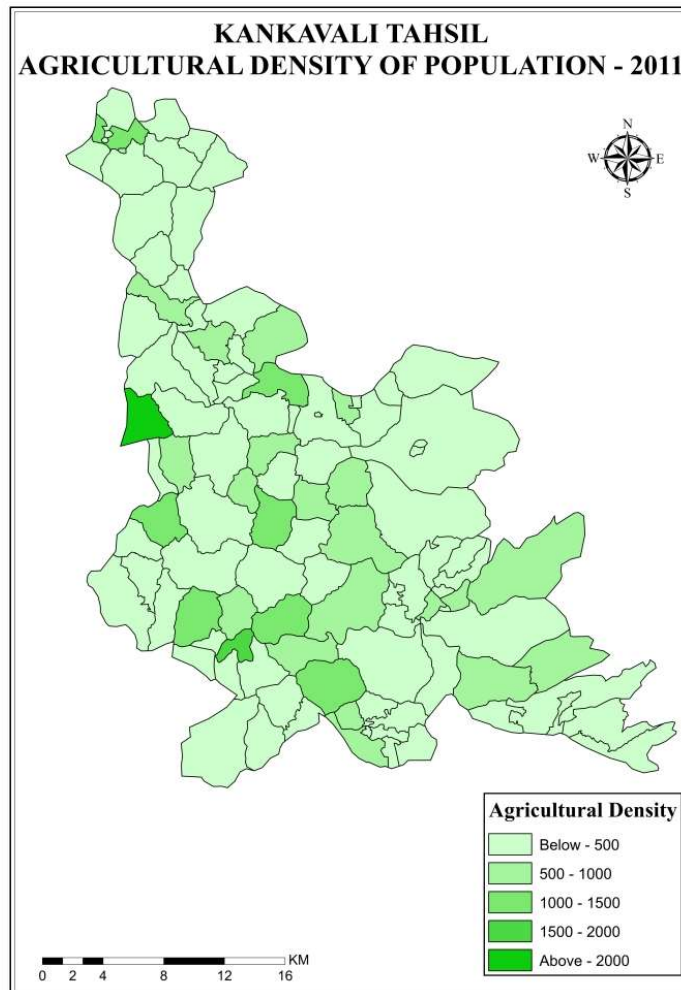 KANKAVALI TAHSIL
AGRICULTURAL DENSITY OF POPULATION - 2011
N
W E
S
Agricultural Density
Below - 500
500 - 1000
1000 - 1500
1500 - 2000
Above - 2000
KM
0 2 4 8 12 16